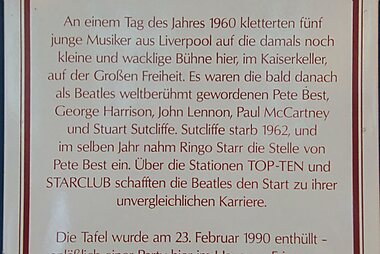 An einem Tag des Jahres 1960 kletterten fünf
junge Musiker aus Liverpool auf die damals noch
kleine und wacklige Bühne hier, im Kaiserkeller,
auf der Großen Freiheit. Es waren die bald danach
als Beatles weltberühmt gewordenen Pete Best,
George Harrison, John Lennon, Paul McCartney
und Stuart Sutcliffe. Sutcliffe starb 1962, und
im selben Jahr nahm Ringo Starr die Stelle von
Pete Best ein. Über die Stationen TOP-TEN und
STARCLUB schafften die Beatles den Start zu ihrer
unvergleichlichen Karriere.
Die Tafel wurde am 23. Februar 1990 enthüllt –
einer Party hier im